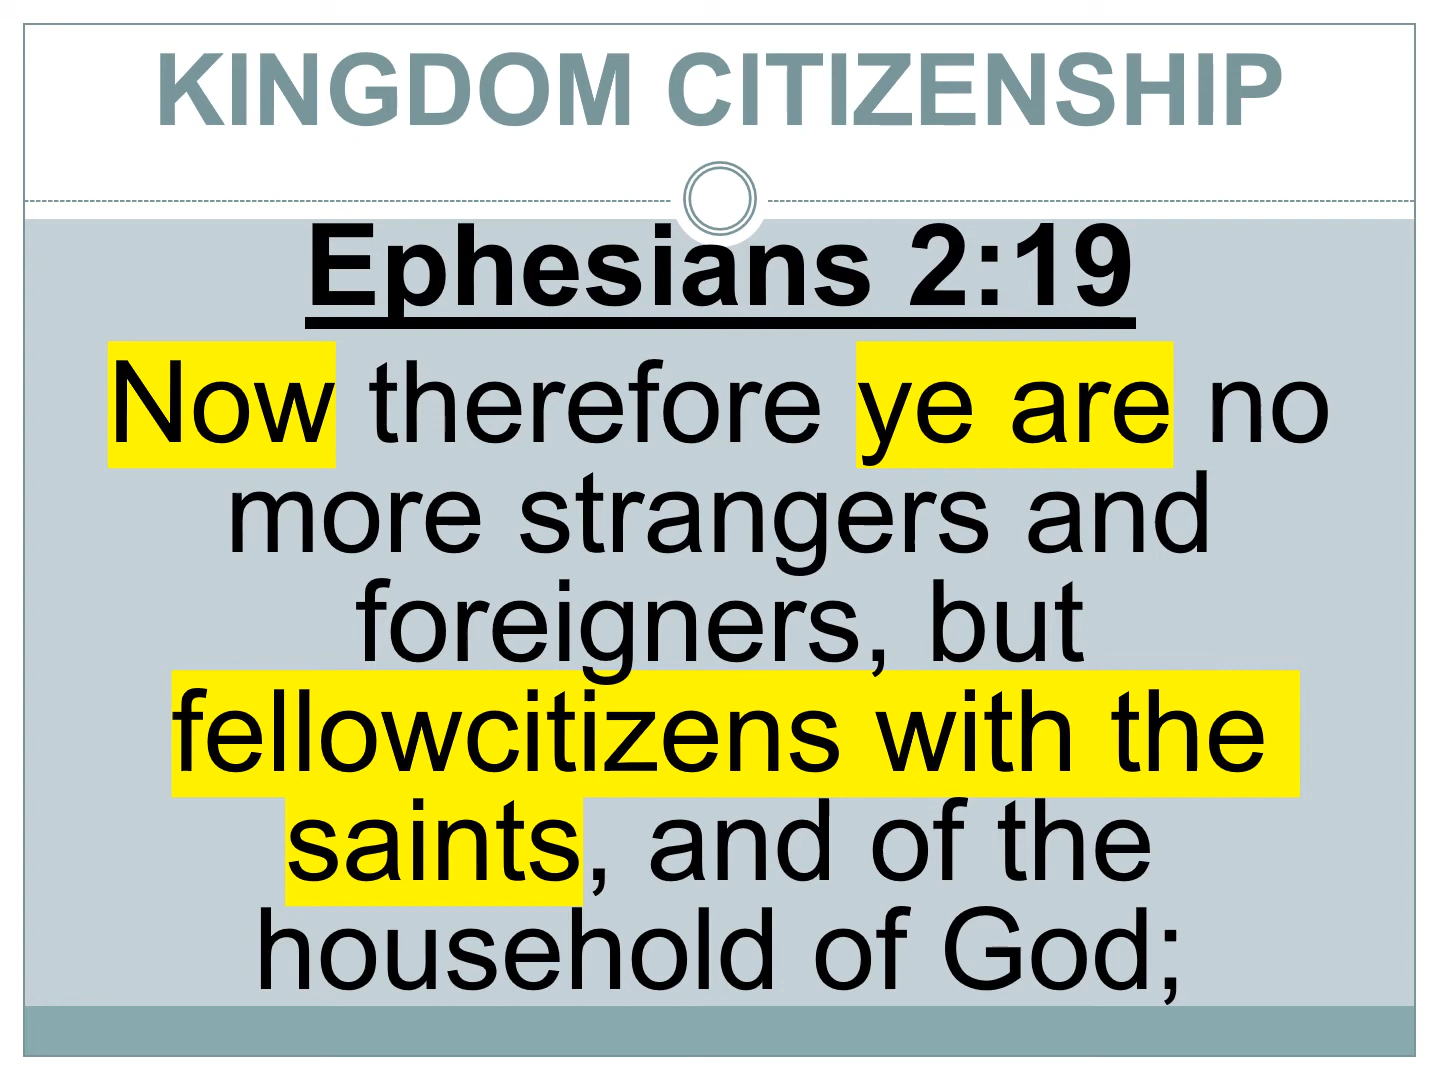 KINGDOM CITIZENSHIP
Ephesians 2:19
Now therefore ye are no
more strangers and
foreigners, but
fellowcitizens with the
saints, and of the
household of God;